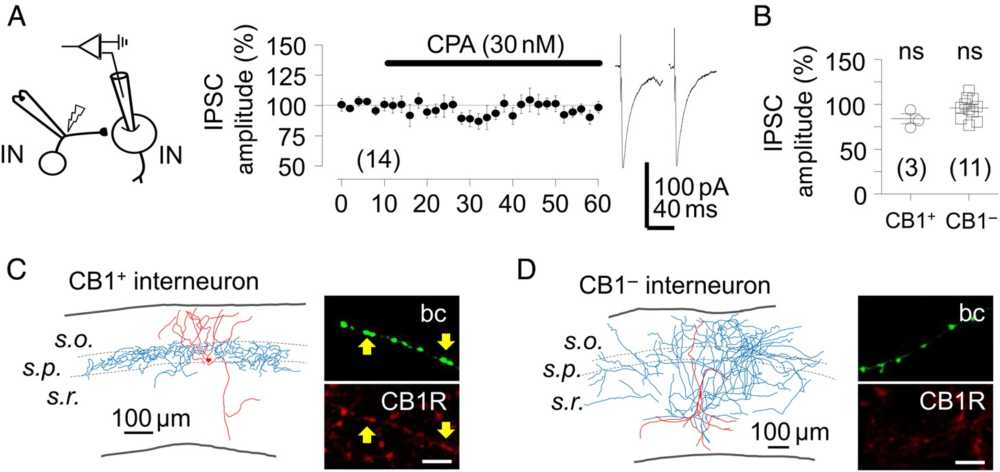 A
IN
IN
IPSC
amplitude (%)
150
125
100
75
50
CPA (30 nM)
(14)
0 10 20 30 40 50 60
100 pA
40 ms
B
IPSC
amplitude (%)
150
100
50
0
ns ns
(3) (11)
CB1⁺ CB1⁻
C
CB1⁺ interneuron
s.o.
s.p.
s.r.
100 µm
bc
CB1R
D
CB1⁻ interneuron
s.o.
s.p.
s.r.
100 µm
bc
CB1R